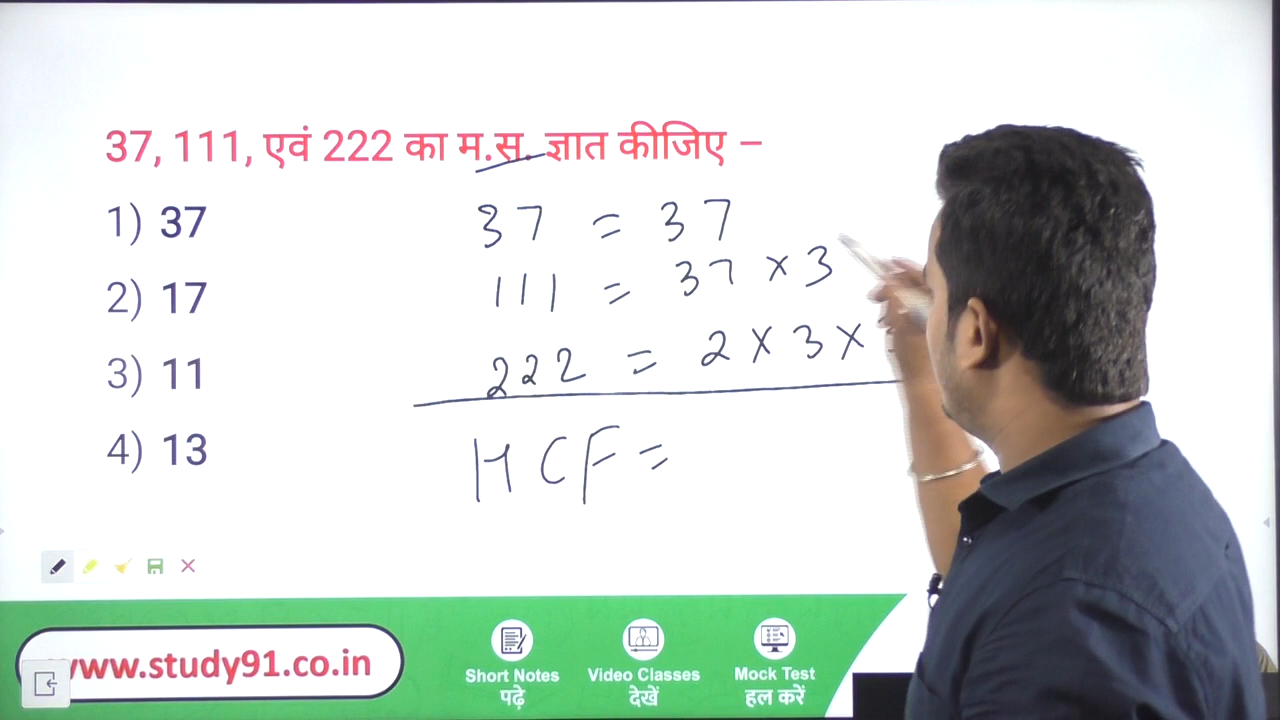 37, 111, एवं 222 का म.स. ज्ञात कीजिए –
1) 37
2) 17
3) 11
4) 13
37 = 37
111 = 37 × 3
222 = 2 × 3 ×
HCF =
www.study91.co.in
Short Notes
पढ़ें
Video Classes
देखें
Mock Test
हल करें